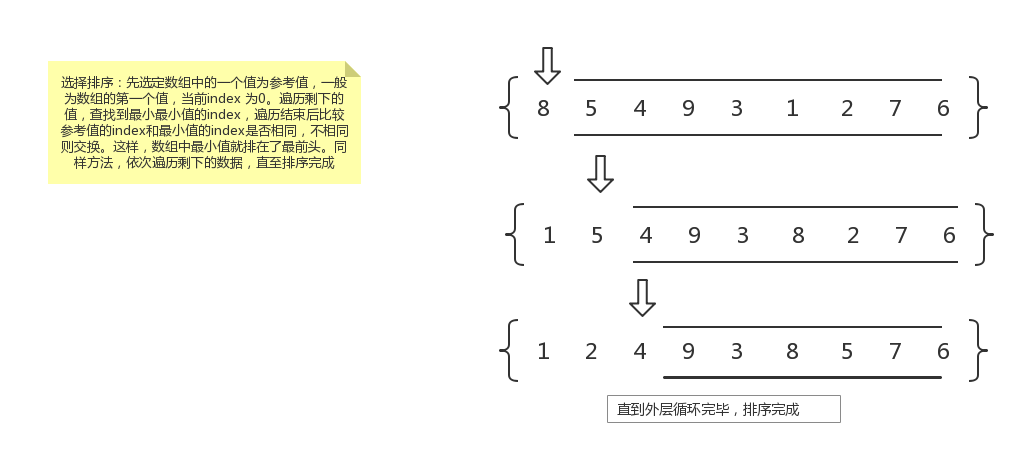 选择排序：先选定数组中的一个值为参考值，一般
为数组的第一个值，当前index 为0。遍历剩下的
值，查找到最小最小值的index，遍历结束后比较
参考值的index和最小值的index是否相同，不相同
则交换。这样，数组中最小值就排在了最前头。同
样方法，依次遍历剩下的数据，直至排序完成
8 5 4 9 3 1 2 7 6
1 5 4 9 3 8 2 7 6
1 2 4 9 3 8 5 7 6
直到外层循环完毕，排序完成